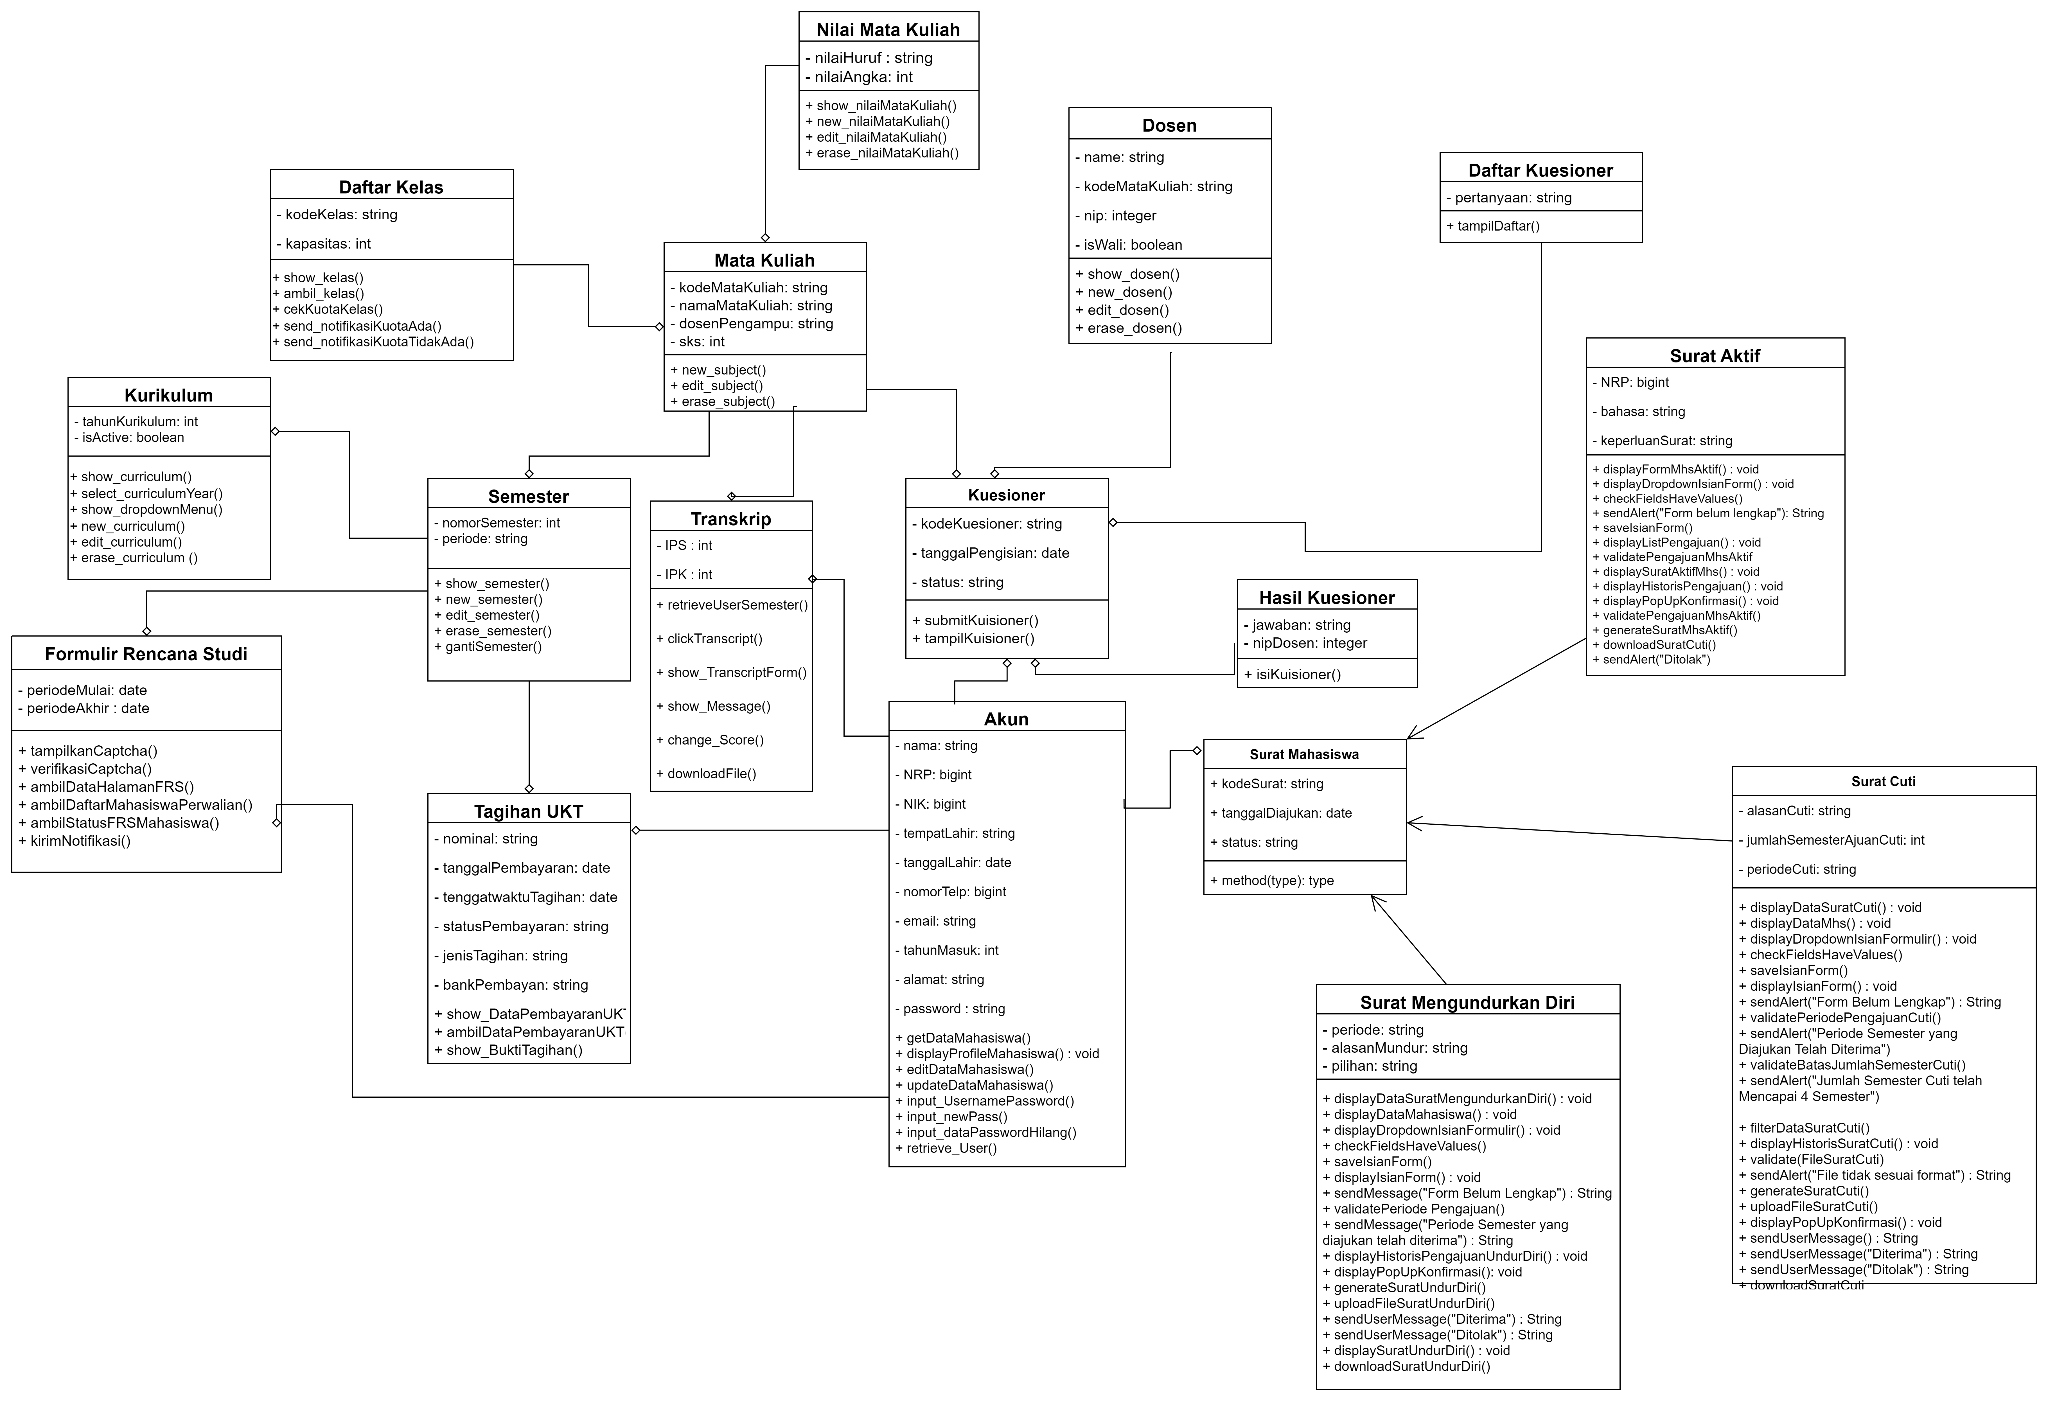 Nilai Mata Kuliah
- nilaiHuruf : string
- nilaiAngka: int
+ show_nilaiMataKuliah()
+ new_nilaiMataKuliah()
+ edit_nilaiMataKuliah()
+ erase_nilaiMataKuliah()
Dosen
- name: string
- kodeMataKuliah: string
- nip: integer
- isWali: boolean
+ show_dosen()
+ new_dosen()
+ edit_dosen()
+ erase_dosen()
Daftar Kuesioner
- pertanyaan: string
+ tampilDaftar()
Daftar Kelas
- kodeKelas: string
- kapasitas: int
+ show_kelas()
+ ambil_kelas()
+ cekKuotaKelas()
+ send_notifikasiKuotaAda()
+ send_notifikasiKuotaTidakAda()
Mata Kuliah
- kodeMataKuliah: string
- namaMataKuliah: string
- dosenPengampu: string
- sks: int
+ new_subject()
+ edit_subject()
+ erase_subject()
Surat Aktif
- NRP: bigint
- bahasa: string
- keperluanSurat: string
+ displayFormMhsAktif() : void
+ displayDropdownIsianForm() : void
+ checkFieldsHaveValues()
+ sendAlert("Form belum lengkap"): String
+ saveIsianForm()
+ displayListPengajuan() : void
+ validatePengajuanMhsAktif
+ displaySuratAktifMhs() : void
+ displayHistorisPengajuan() : void
+ displayPopUpKonfirmasi() : void
+ validatePengajuanMhsAktif()
+ generateSuratMhsAktif()
+ downloadSuratCuti()
+ sendAlert("Ditolak")
Kurikulum
- tahunKurikulum: int
- isActive: boolean
+ show_curriculum()
+ select_curriculumYear()
+ show_dropdownMenu()
+ new_curriculum()
+ edit_curriculum()
+ erase_curriculum ()
Semester
- nomorSemester: int
- periode: string
+ show_semester()
+ new_semester()
+ edit_semester()
+ erase_semester()
+ gantiSemester()
Transkrip
- IPS : int
- IPK : int
+ retrieveUserSemester()
+ clickTranscript()
+ show_TranscriptForm()
+ show_Message()
+ change_Score()
+ downloadFile()
Kuesioner
- kodeKuesioner: string
- tanggalPengisian: date
- status: string
+ submitKuisioner()
+ tampilKuisioner()
Hasil Kuesioner
- jawaban: string
- nipDosen: integer
+ isiKuisioner()
Formulir Rencana Studi
- periodeMulai: date
- periodeAkhir : date
+ tampilkanCaptcha()
+ verifikasiCaptcha()
+ ambilDataHalamanFRS()
+ ambilDaftarMahasiswaPerwalian()
+ ambilStatusFRSMahasiswa()
+ kirimNotifikasi()
Tagihan UKT
- nominal: string
- tanggalPembayaran: date
- tenggatwaktuTagihan: date
- statusPembayaran: string
- jenisTagihan: string
- bankPembayan: string
+ show_DataPembayaranUK
+ ambilDataPembayaranUKT
+ show_BuktiTagihan()
Akun
- nama: string
- NRP: bigint
- NIK: bigint
- tempatLahir: string
- tanggalLahir: date
- nomorTelp: bigint
- email: string
- tahunMasuk: int
- alamat: string
- password : string
+ getDataMahasiswa()
+ displayProfileMahasiswa() : void
+ editDataMahasiswa()
+ updateDataMahasiswa()
+ input_UsernamePassword()
+ input_newPass()
+ input_dataPasswordHilang()
+ retrieve_User()
Surat Mahasiswa
+ kodeSurat: string
+ tanggalDiajukan: date
+ status: string
+ method(type): type
Surat Cuti
- alasanCuti: string
- jumlahSemesterAjuanCuti: int
- periodeCuti: string
+ displayDataSuratCuti() : void
+ displayDataMhs() : void
+ displayDropdownIsianFormulir() : void
+ checkFieldsHaveValues()
+ saveIsianForm()
+ displayIsianForm() : void
+ sendAlert("Form Belum Lengkap") : String
+ validatePeriodePengajuanCuti()
+ sendAlert("Periode Semester yang
Diajukan Telah Diterima")
+ validateBatasJumlahSemesterCuti()
+ sendAlert("Jumlah Semester Cuti telah
Mencapai 4 Semester")
+ filterDataSuratCuti()
+ displayHistorisSuratCuti() : void
+ validate(FileSuratCuti)
+ sendAlert("File tidak sesuai format") : String
+ generateSuratCuti()
+ uploadFileSuratCuti()
+ displayPopUpKonfirmasi() : void
+ sendUserMessage() : String
+ sendUserMessage("Diterima") : String
+ sendUserMessage("Ditolak") : String
+ downloadSuratCuti
Surat Mengundurkan Diri
- periode: string
- alasanMundur: string
- pilihan: string
+ displayDataSuratMengundurkanDiri() : void
+ displayDataMahasiswa() : void
+ displayDropdownIsianFormulir() : void
+ checkFieldsHaveValues()
+ saveIsianForm()
+ displayIsianForm() : void
+ sendMessage("Form Belum Lengkap") : String
+ validatePeriode Pengajuan()
+ sendMessage("Periode Semester yang
diajukan telah diterima") : String
+ displayHistorisPengajuanUndurDiri() : void
+ displayPopUpKonfirmasi(): void
+ generateSuratUndurDiri()
+ uploadFileSuratUndurDiri()
+ sendUserMessage("Diterima") : String
+ sendUserMessage("Ditolak") : String
+ displaySuratUndurDiri() : void
+ downloadSuratUndurDiri()